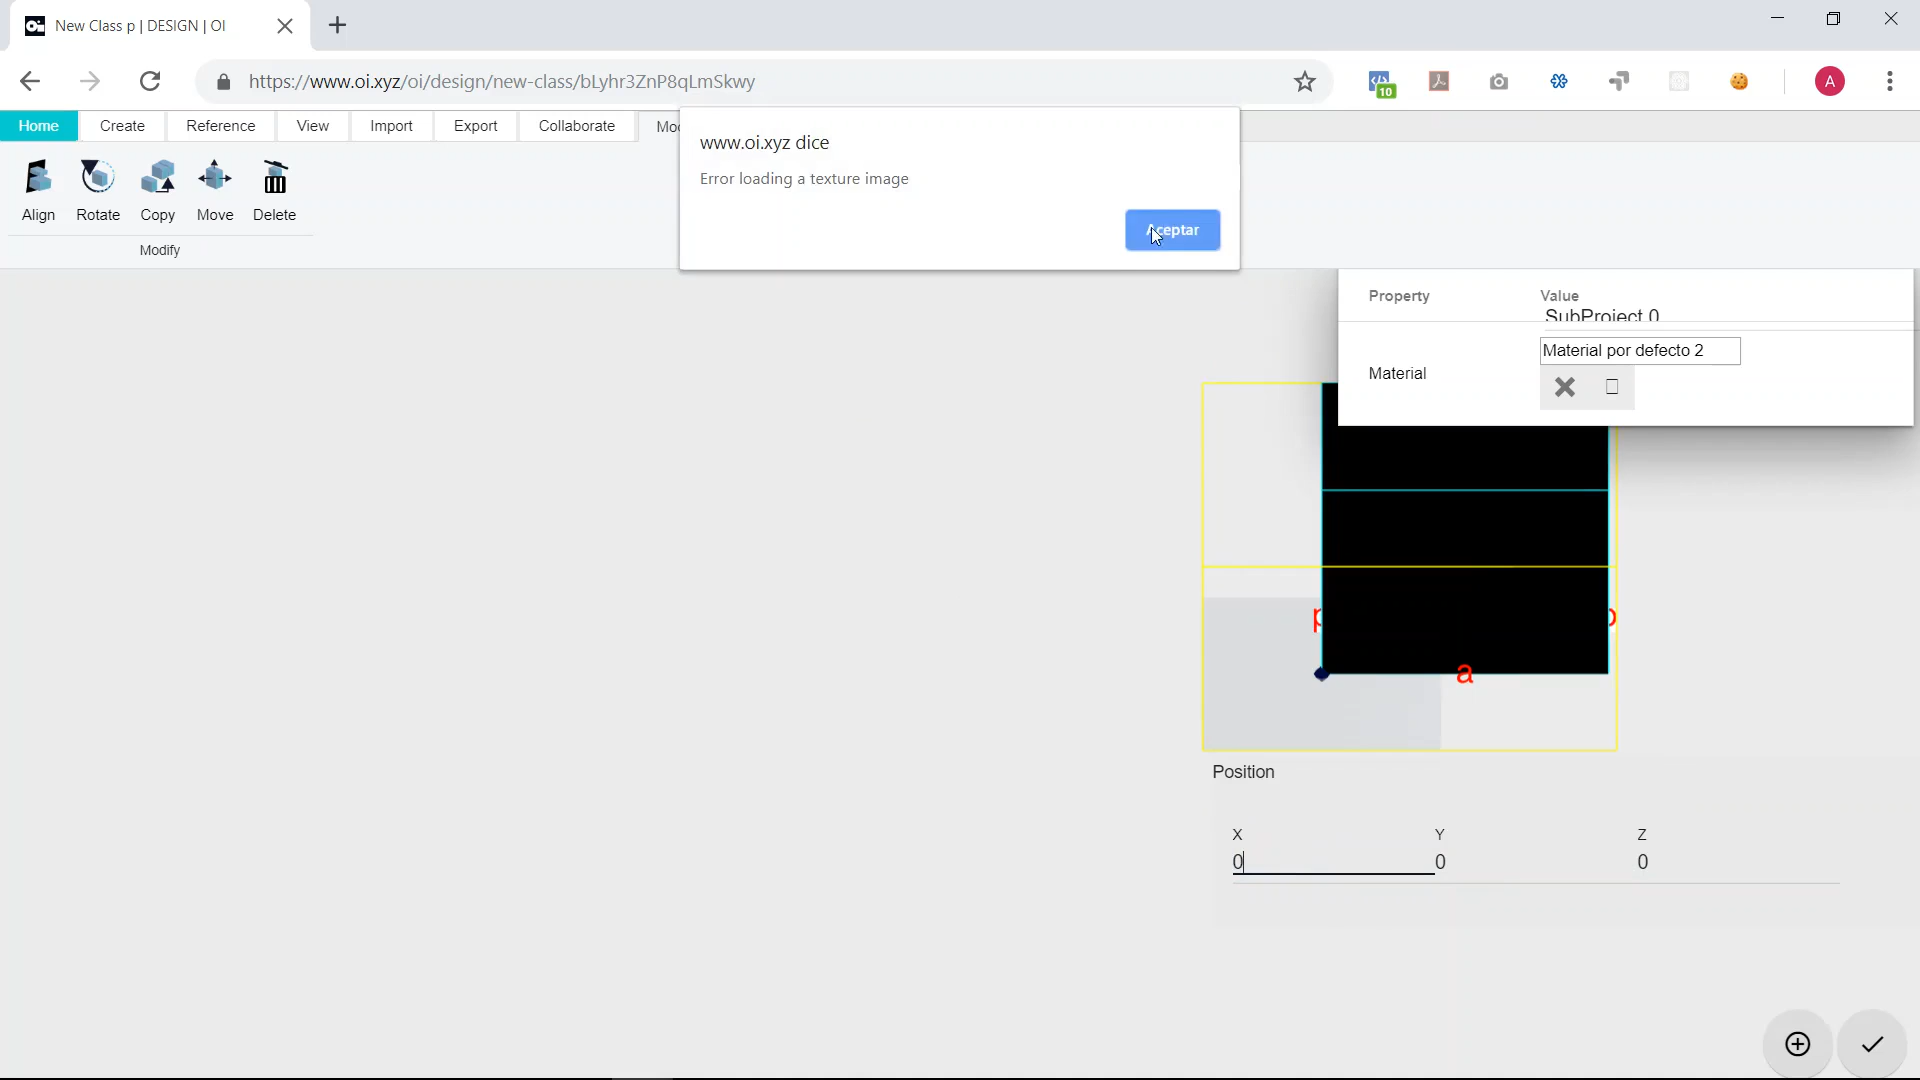 New Class p | DESIGN | OI
https://www.oi.xyz/oi/design/new-class/bLyhr3ZnP8qLmSkwy
10
A
Home Create Reference View Import Export Collaborate
www.oi.xyz dice
Error loading a texture image
Aceptar
Align Rotate Copy Move Delete
Modify
Property Value
SubProject 0
Material por defecto 2
Material
p
a
Position
X Y Z
0 0 0